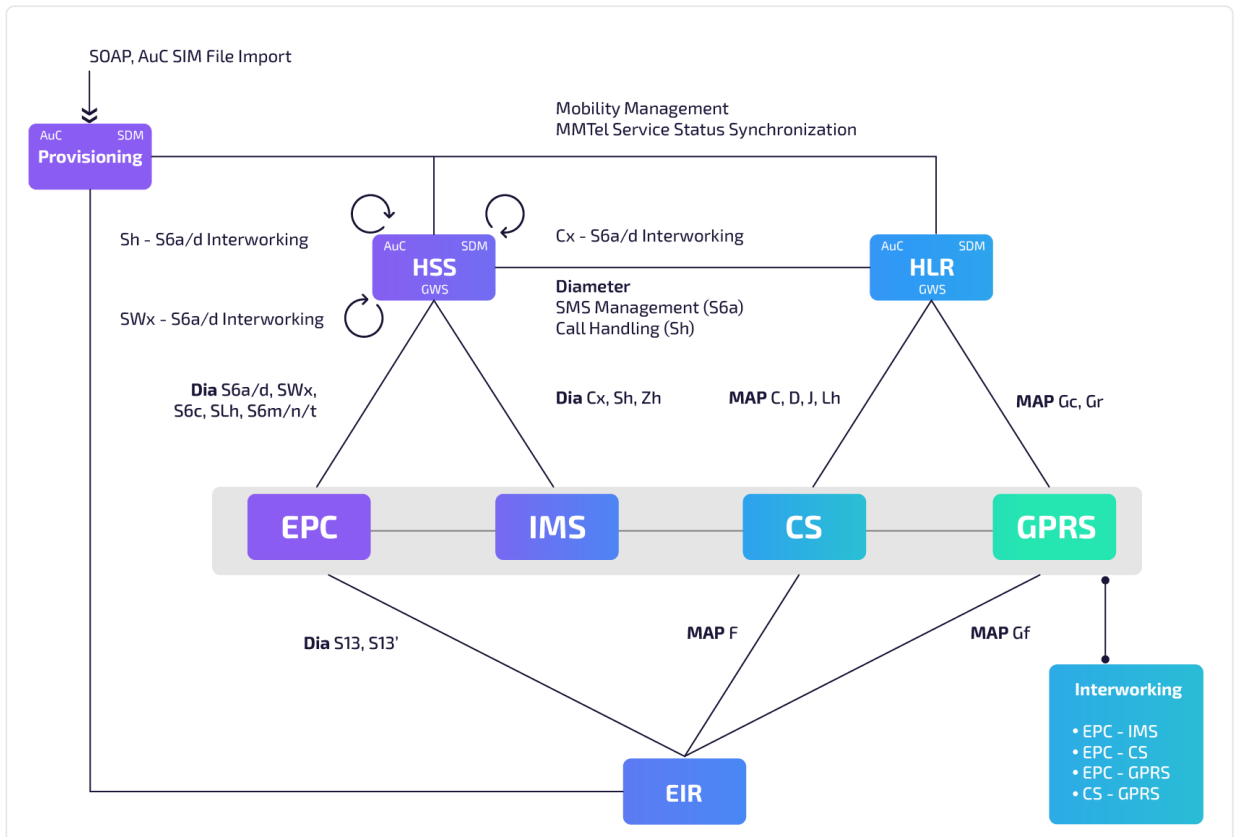 SOAP, AuC SIM File Import
AuC SDM
Provisioning
Mobility Management
MMTel Service Status Synchronization
Sh - S6a/d Interworking
Cx - S6a/d Interworking
AuC SDM
HSS
GWS
AuC SDM
HLR
GWS
Diameter
SMS Management (S6a)
Call Handling (Sh)
SWx - S6a/d Interworking
Dia S6a/d, SWx,
S6c, SLh, S6m/n/t
Dia Cx, Sh, Zh
MAP C, D, J, Lh
MAP Gc, Gr
EPC
IMS
CS
GPRS
Dia S13, S13’
MAP F
MAP Gf
Interworking
• EPC - IMS
• EPC - CS
• EPC - GPRS
• CS - GPRS
EIR